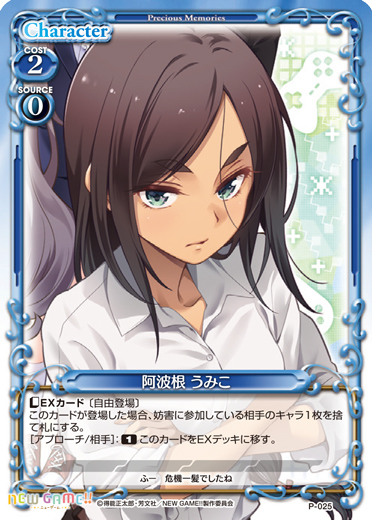 Precious Memories
Character
COST
2
SOURCE
0
阿波根 うみこ
EXカード〔自由登場〕
このカードが登場した場合、妨害に参加している相手のキャラ1枚を捨
て札にする。
［アプローチ/相手］：1 このカードをEXデッキに移す。
ふー 危機一髪でしたね
NEW GAME!!
©得能正太郎・芳文社/NEW GAME!!製作委員会
P-025